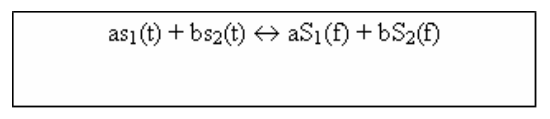 as₁(t) + bs₂(t) ↔ aS₁(f) + bS₂(f)